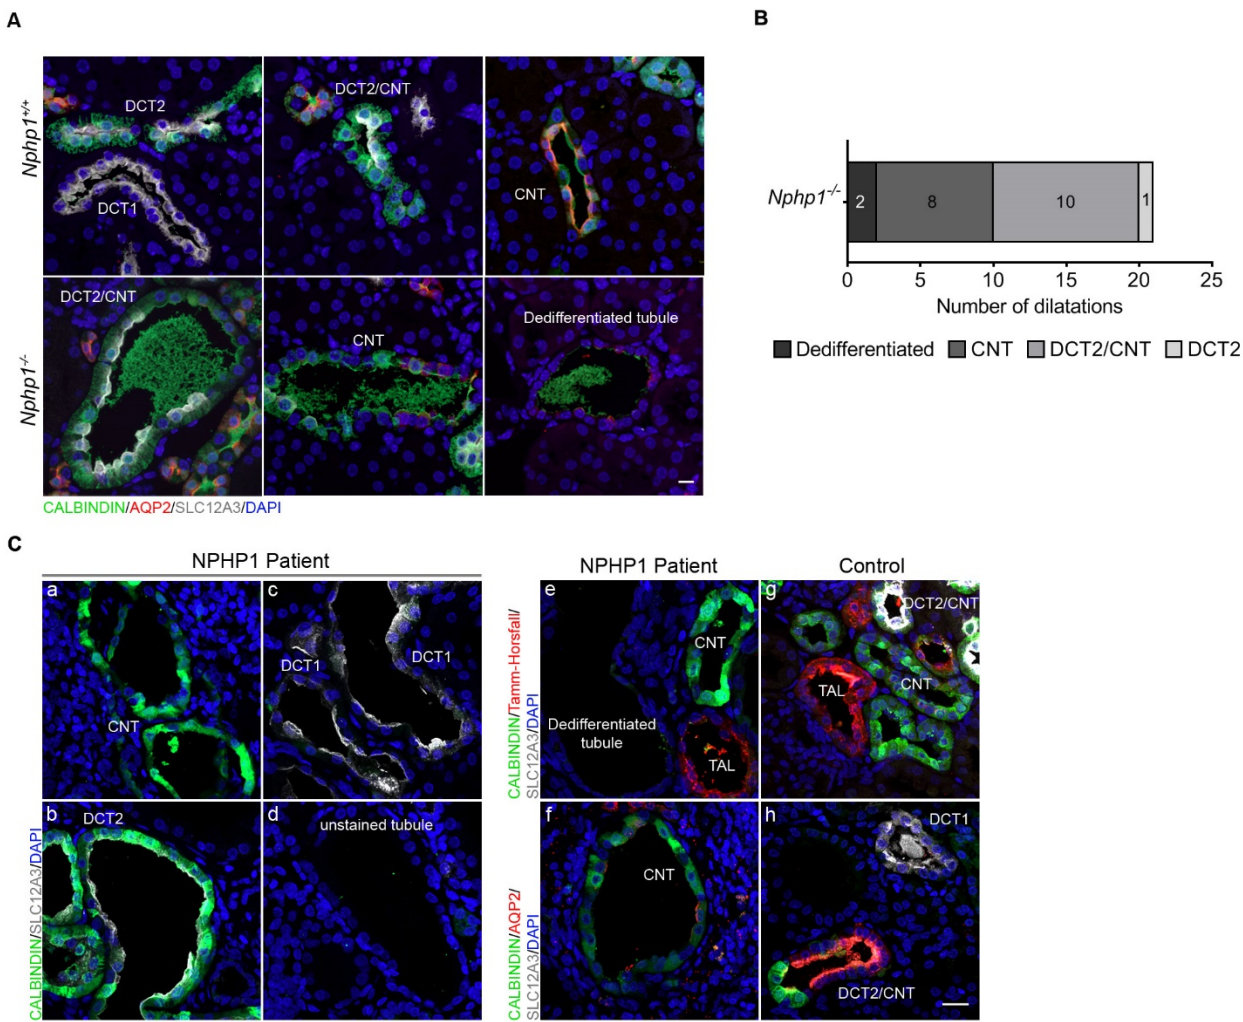 A
Nphp1+/+
DCT2
DCT1
DCT2/CNT
CNT
Nphp1-/-
DCT2/CNT
CNT
Dedifferentiated tubule
CALBINDIN/AQP2/SLC12A3/DAPI
B
Nphp1-/-
2
8
10
1
0 5 10 15 20 25
Number of dilatations
Dedifferentiated CNT DCT2/CNT DCT2
C
NPHP1 Patient
CALBINDIN/SLC12A3/DAPI
a
CNT
c
DCT1
DCT1
b
DCT2
d
unstained tubule
NPHP1 Patient
Control
CALBINDIN/Tamm-Horsfall/
SLC12A3/DAPI
e
CNT
Dedifferentiated
tubule
TAL
g
DCT2/CNT
TAL
CNT
CALBINDIN/AQP2/
SLC12A3/DAPI
f
CNT
h
DCT1
DCT2/CNT